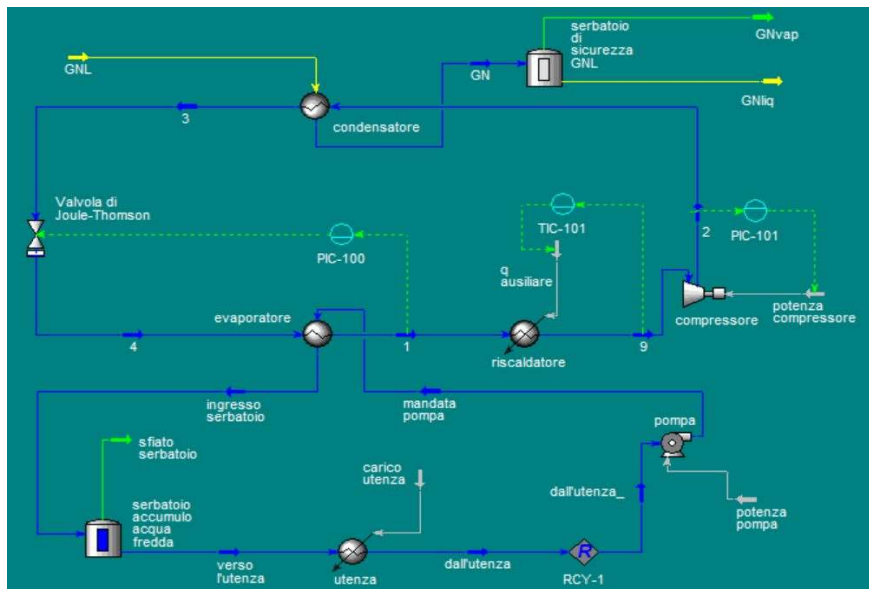 GNL
serbatoio
di
sicurezza
GNL
GNvap
GN
GNliq
3
condensatore
Valvola di
Joule-Thomson
PIC-100
TIC-101
q
ausiliare
2
PIC-101
potenza
compressore
compressore
evaporatore
4
1
riscaldatore
9
ingresso
serbatoio
mandata
pompa
pompa
sfiato
serbatoio
carico
utenza
dall'utenza_
potenza
pompa
serbatoio
accumulo
acqua
fredda
verso
l'utenza
utenza
dall'utenza
R
RCY-1